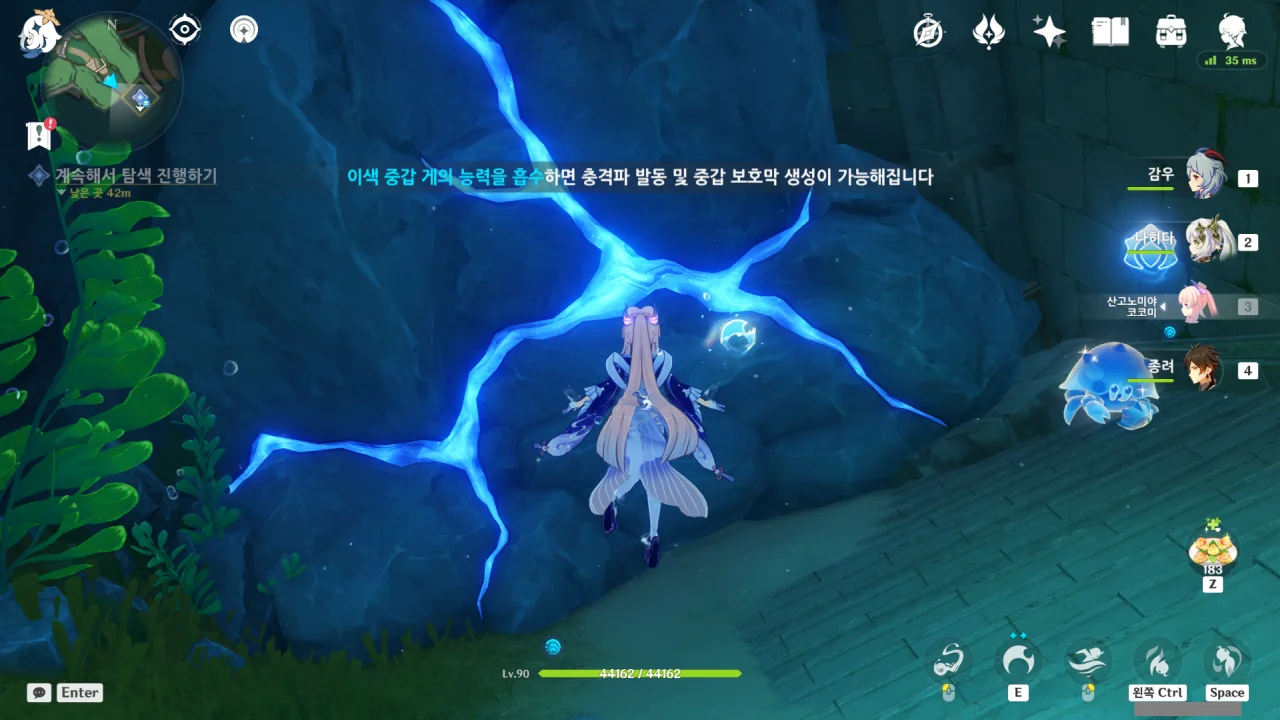 N
35 ms
계속해서 탐색 진행하기
낮은 곳 42m
이색 중갑 게의 능력을 흡수하면 충격파 발동 및 중갑 보호막 생성이 가능해집니다
감우
1
나히다
2
산고노미야
코코미
3
종려
4
183
Z
Lv.90
44162 / 44162
Enter
E
왼쪽 Ctrl
Space